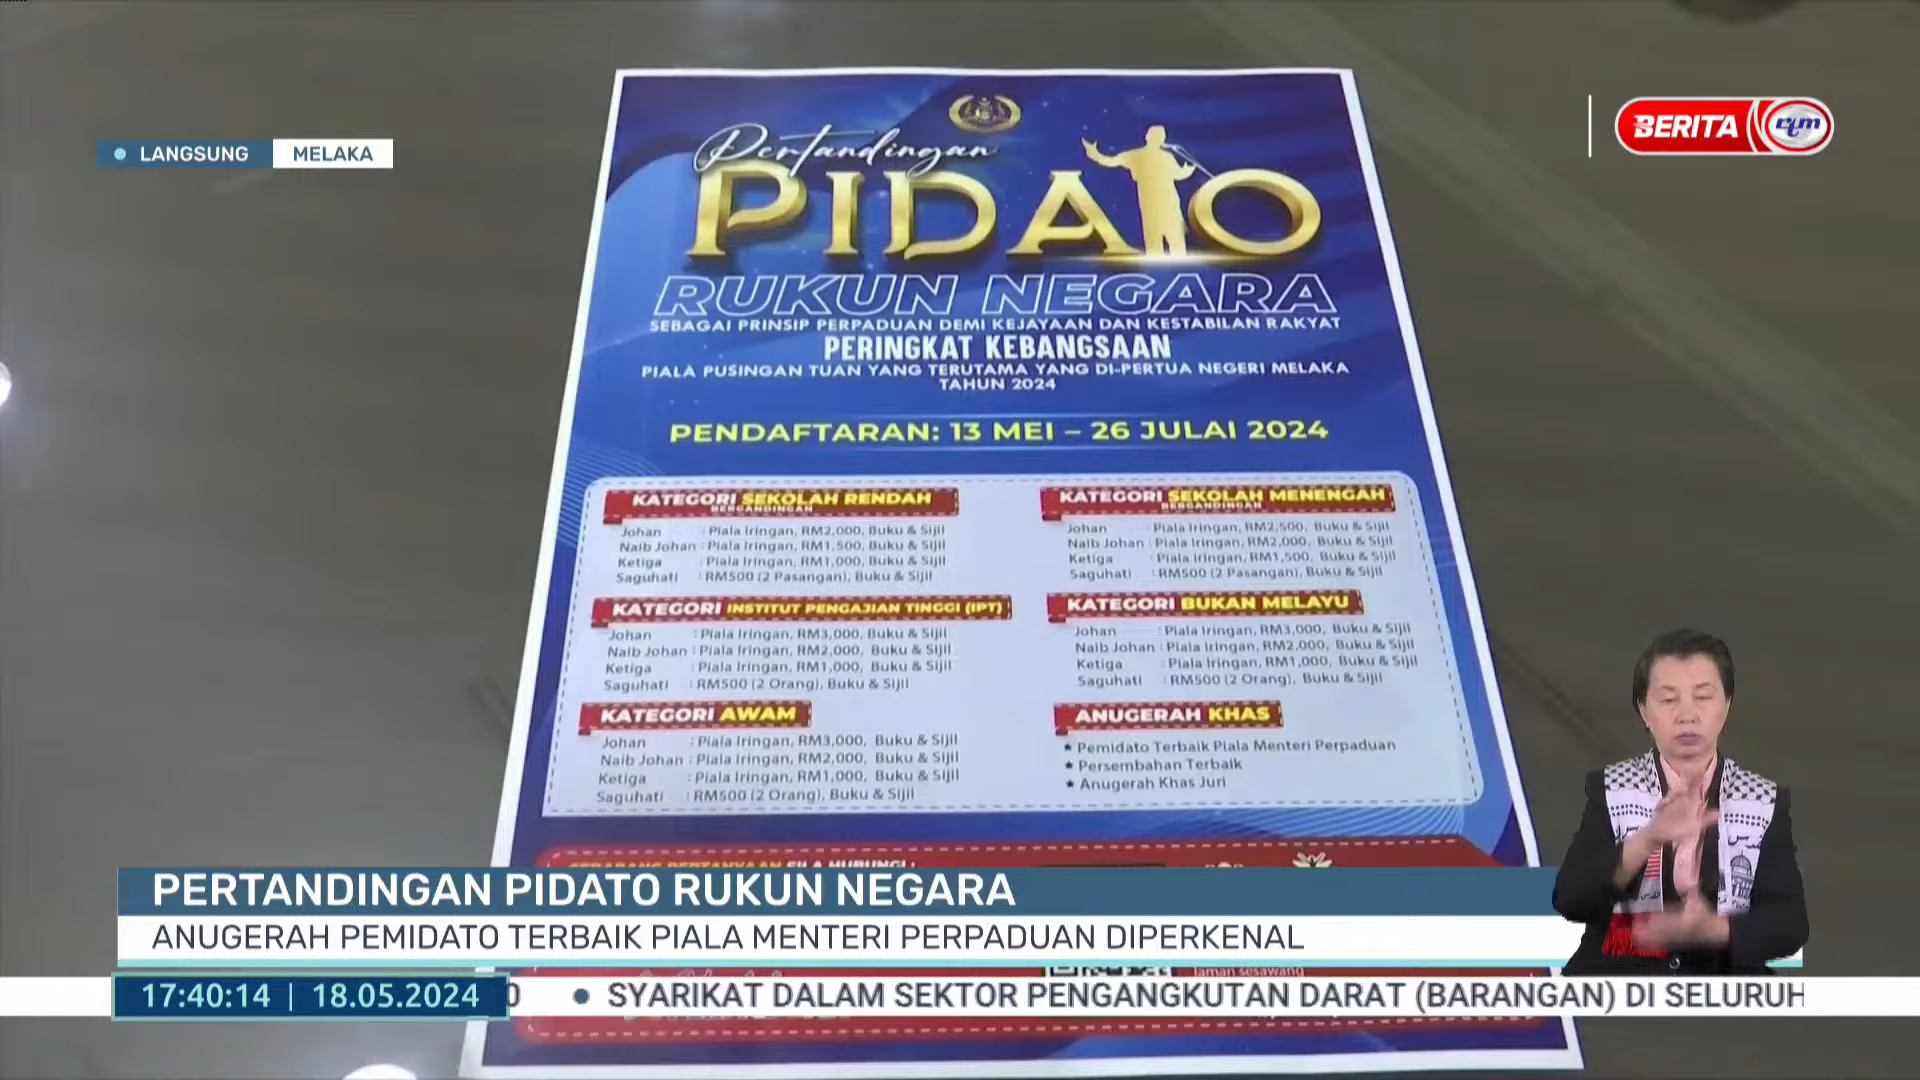 LANGSUNG MELAKA
BERITA rtm
Pertandingan
PIDATO
RUKUN NEGARA
SEBAGAI PRINSIP PERPADUAN DEMI KEJAYAAN DAN KESTABILAN RAKYAT
PERINGKAT KEBANGSAAN
PIALA PUSINGAN TUAN YANG TERUTAMA YANG DI-PERTUA NEGERI MELAKA
TAHUN 2024
PENDAFTARAN: 13 MEI – 26 JULAI 2024
KATEGORI SEKOLAH RENDAH
BERGANDINGAN
Johan : Piala Iringan, RM2,000, Buku & Sijil
Naib Johan : Piala Iringan, RM1,500, Buku & Sijil
Ketiga : Piala Iringan, RM1,000, Buku & Sijil
Saguhati : RM500 (2 Pasangan), Buku & Sijil
KATEGORI SEKOLAH MENENGAH
BERGANDINGAN
Johan : Piala Iringan, RM2,500, Buku & Sijil
Naib Johan : Piala Iringan, RM2,000, Buku & Sijil
Ketiga : Piala Iringan, RM1,500, Buku & Sijil
Saguhati : RM500 (2 Pasangan), Buku & Sijil
KATEGORI INSTITUT PENGAJIAN TINGGI (IPT)
Johan : Piala Iringan, RM3,000, Buku & Sijil
Naib Johan : Piala Iringan, RM2,000, Buku & Sijil
Ketiga : Piala Iringan, RM1,000, Buku & Sijil
Saguhati : RM500 (2 Orang), Buku & Sijil
KATEGORI BUKAN MELAYU
Johan : Piala Iringan, RM3,000, Buku & Sijil
Naib Johan : Piala Iringan, RM2,000, Buku & Sijil
Ketiga : Piala Iringan, RM1,000, Buku & Sijil
Saguhati : RM500 (2 Orang), Buku & Sijil
KATEGORI AWAM
Johan : Piala Iringan, RM3,000, Buku & Sijil
Naib Johan : Piala Iringan, RM2,000, Buku & Sijil
Ketiga : Piala Iringan, RM1,000, Buku & Sijil
Saguhati : RM500 (2 Orang), Buku & Sijil
ANUGERAH KHAS
★ Pemidato Terbaik Piala Menteri Perpaduan
★ Persembahan Terbaik
★ Anugerah Khas Juri
SEBARANG PERTANYAAN SILA HUBUNGI :
PERTANDINGAN PIDATO RUKUN NEGARA
ANUGERAH PEMIDATO TERBAIK PIALA MENTERI PERPADUAN DIPERKENAL
laman sesawang
17:40:14 | 18.05.2024
0 • SYARIKAT DALAM SEKTOR PENGANGKUTAN DARAT (BARANGAN) DI SELURUH